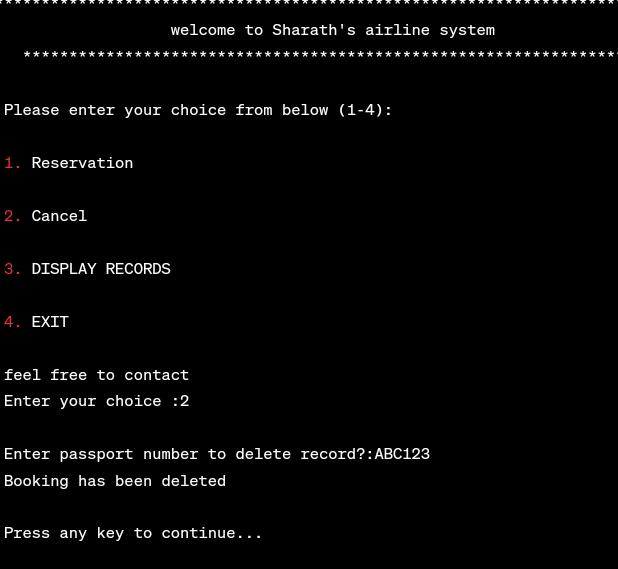 ********************************************************************
welcome to Sharath's airline system
*****************************************************************
Please enter your choice from below (1-4):
1. Reservation
2. Cancel
3. DISPLAY RECORDS
4. EXIT
feel free to contact
Enter your choice :2
Enter passport number to delete record?:ABC123
Booking has been deleted
Press any key to continue...